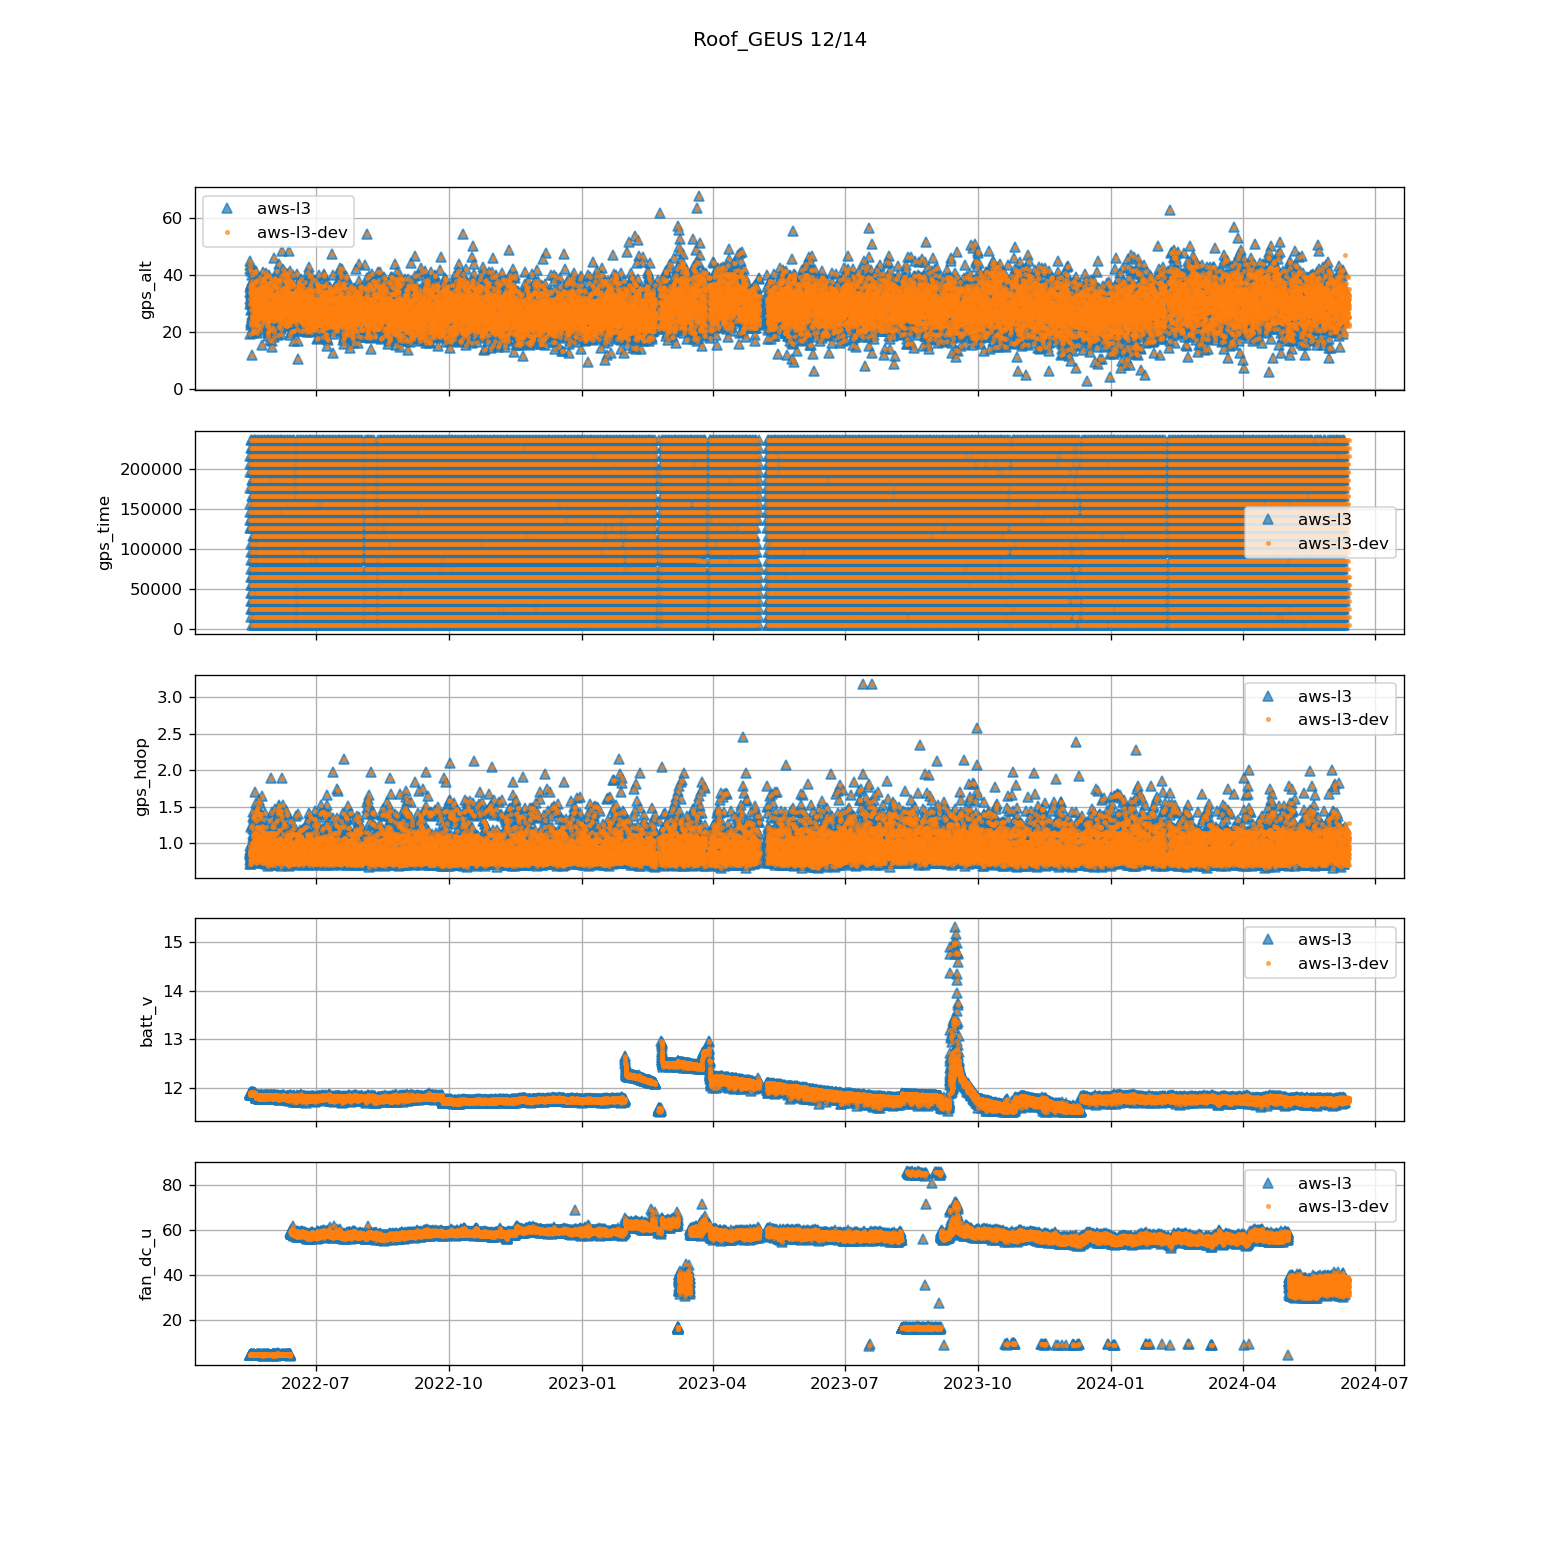 Roof_GEUS 12/14
gps_alt
60
40
20
0
aws-l3
aws-l3-dev
gps_time
200000
150000
100000
50000
0
aws-l3
aws-l3-dev
gps_hdop
3.0
2.5
2.0
1.5
1.0
aws-l3
aws-l3-dev
batt_v
15
14
13
12
aws-l3
aws-l3-dev
fan_dc_u
80
60
40
20
aws-l3
aws-l3-dev
2022-07 2022-10 2023-01 2023-04 2023-07 2023-10 2024-01 2024-04 2024-07